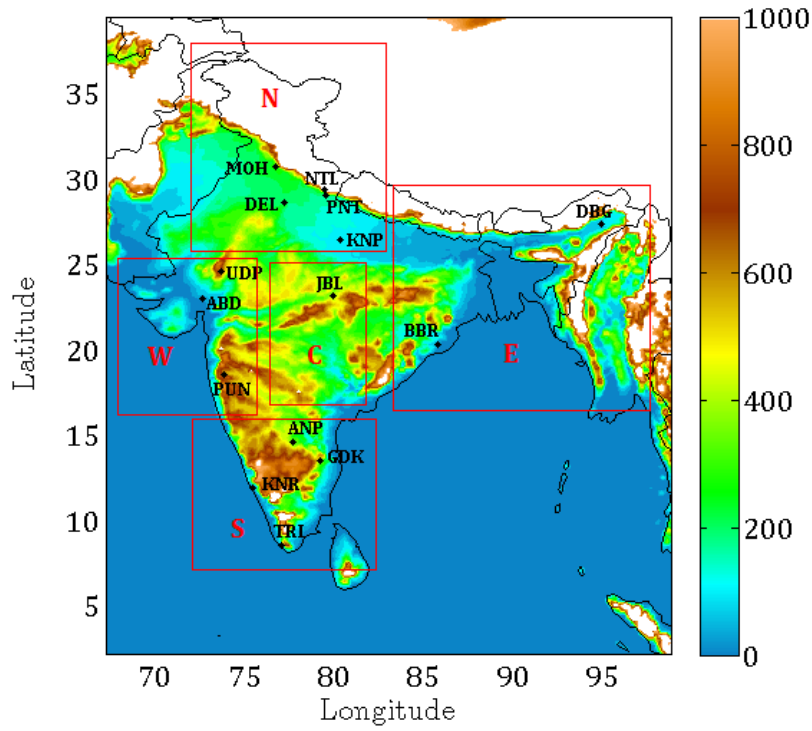 1000
800
600
400
200
0
35
30
25
20
15
10
5
Latitude
70 75 80 85 90 95
Longitude
N
MOH
NTL
DEL
PNT
KNP
DBG
UDP
JBL
ABD
BBR
W
C
E
PUN
ANP
GDK
KNR
S
TRL